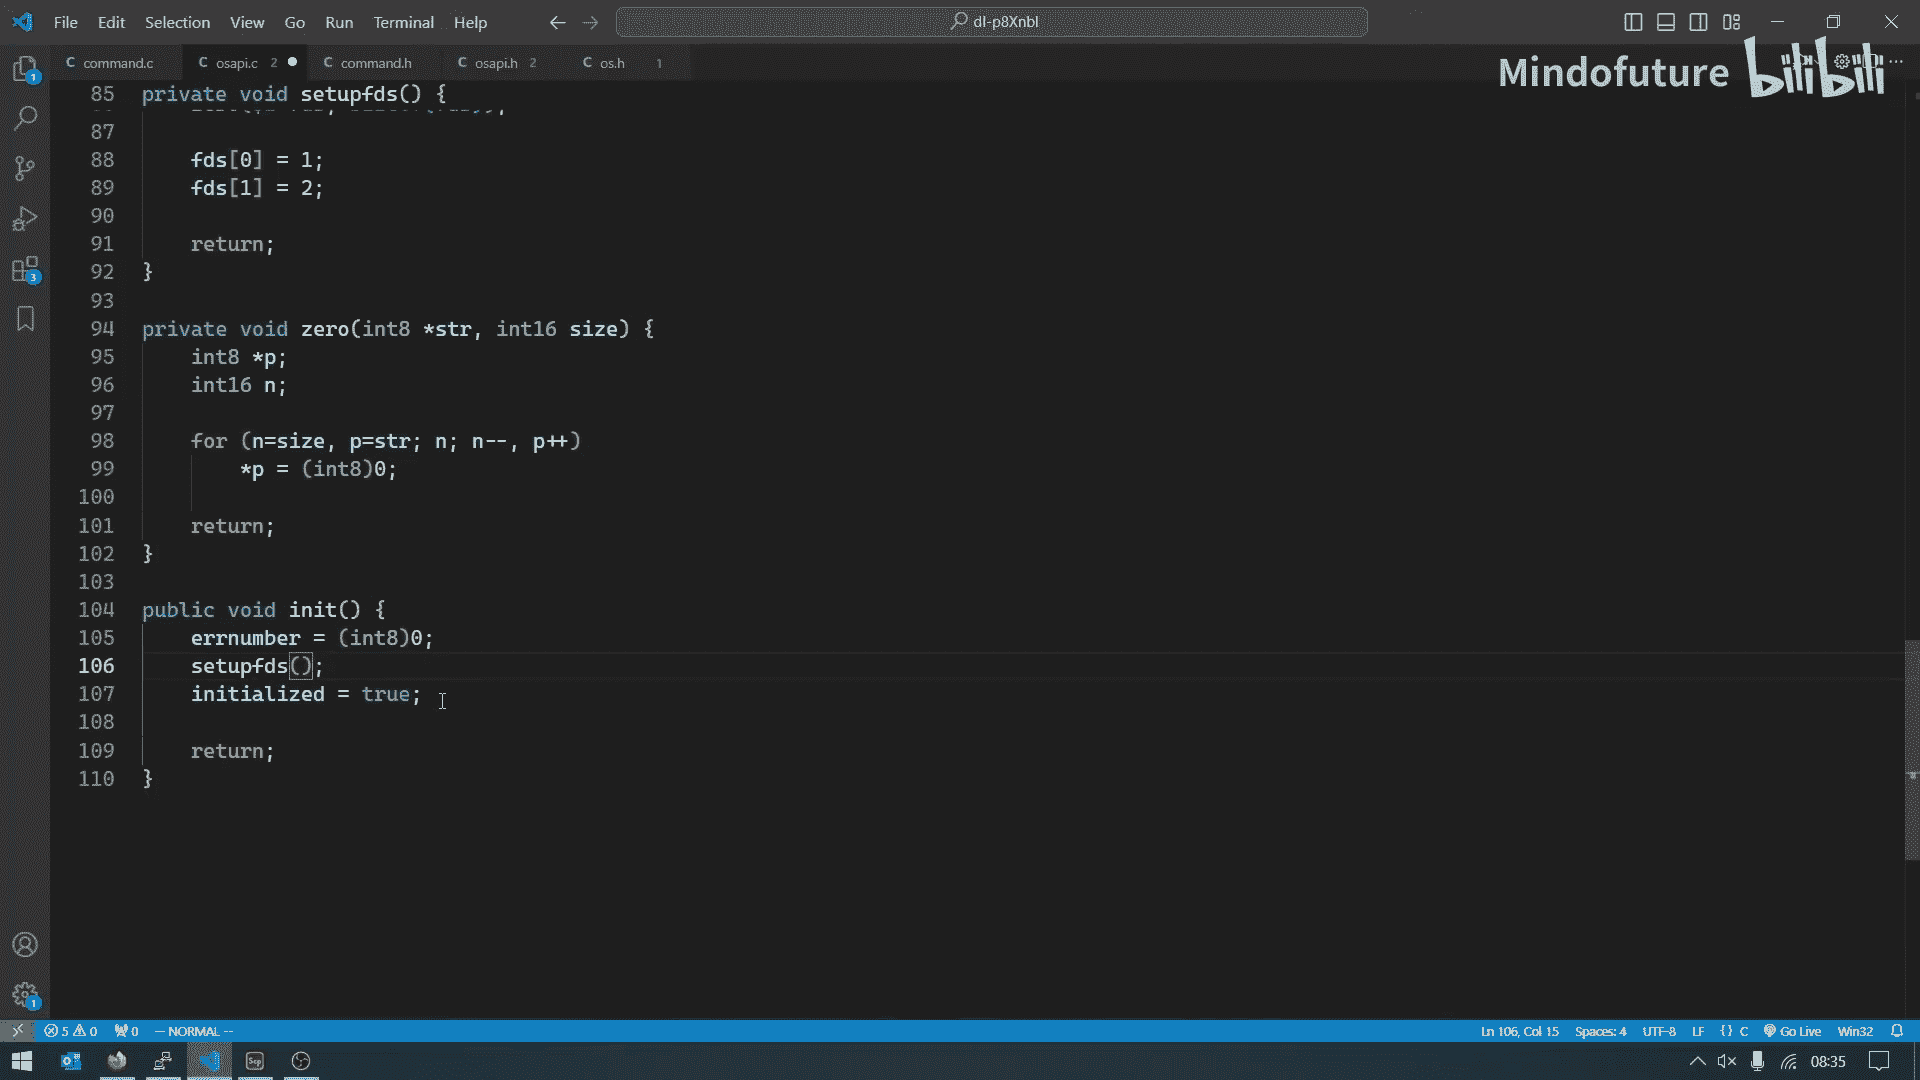 File Edit Selection View Go Run Terminal Help
dl-p8Xnbl
command.c
osapi.c 2
command.h
osapi.h 2
os.h 1
Mindofuture bilibili
85 private void setupfds() {
87
88 fds[0] = 1;
89 fds[1] = 2;
90
91 return;
92 }
93
94 private void zero(int8 *str, int16 size) {
95 int8 *p;
96 int16 n;
97
98 for (n=size, p=str; n; n--, p++)
99 *p = (int8)0;
100
101 return;
102 }
103
104 public void init() {
105 errnumber = (int8)0;
106 setupfds();
107 initialized = true;
108
109 return;
110 }
5 0 0 -- NORMAL -- Ln 106, Col 15 Spaces: 4 UTF-8 LF {} C Go Live Win32
08:35